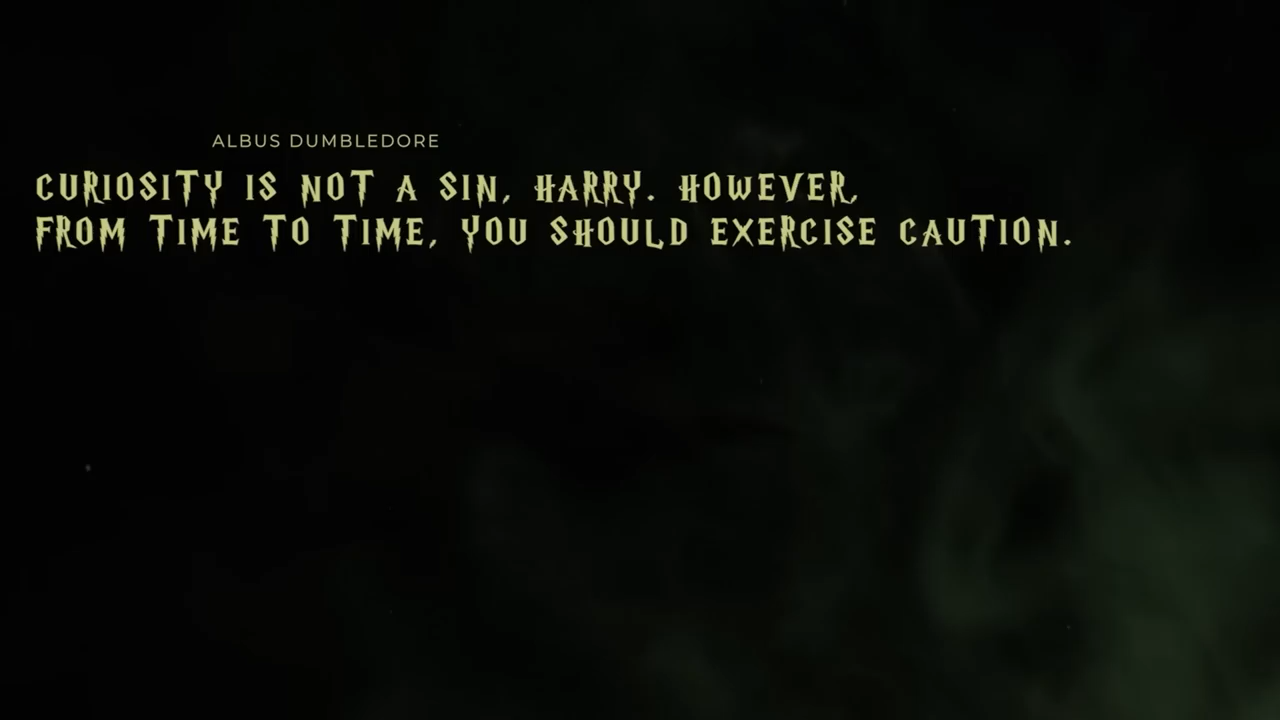 ALBUS DUMBLEDORE
CURIOSITY IS NOT A SIN, HARRY. HOWEVER,
FROM TIME TO TIME, YOU SHOULD EXERCISE CAUTION.